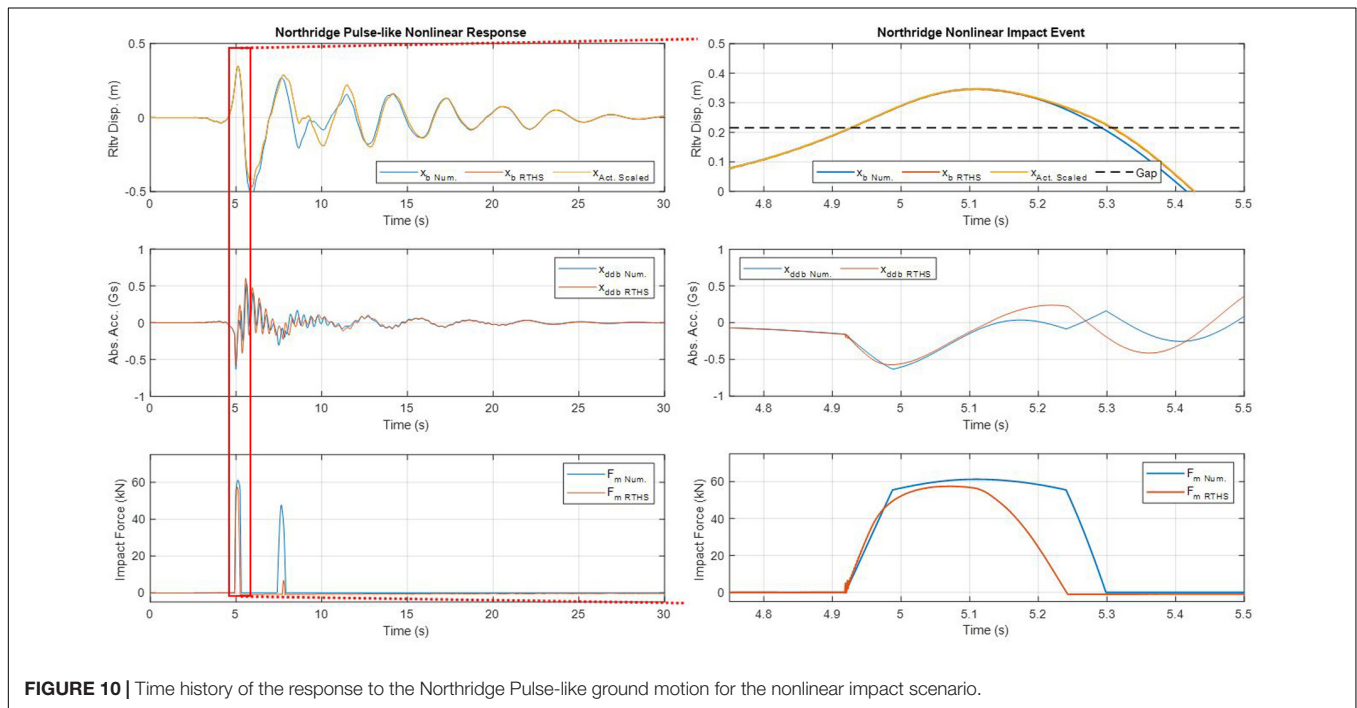 Northridge Pulse-like Nonlinear Response
0.5
0
-0.5
Rltv Disp. (m)
x_b Num. x_b RTHS x_Act. Scaled
0 5 10 15 20 25 30
Time (s)
1
0.5
0
-0.5
-1
Abs. Acc. (Gs)
x_ddb Num.
x_ddb RTHS
0 5 10 15 20 25 30
Time (s)
60
40
20
0
Impact Force (kN)
F_m Num.
F_m RTHS
0 5 10 15 20 25 30
Time (s)
Northridge Nonlinear Impact Event
0.5
0.4
0.3
0.2
0.1
0
Rltv Disp. (m)
x_b Num. x_b RTHS x_Act. Scaled Gap
4.8 4.9 5 5.1 5.2 5.3 5.4 5.5
Time (s)
1
0.5
0
-0.5
-1
Abs. Acc. (Gs)
x_ddb Num. x_ddb RTHS
4.8 4.9 5 5.1 5.2 5.3 5.4 5.5
Time (s)
60
40
20
0
Impact Force (kN)
F_m Num.
F_m RTHS
4.8 4.9 5 5.1 5.2 5.3 5.4 5.5
Time (s)
FIGURE 10 | Time history of the response to the Northridge Pulse-like ground motion for the nonlinear impact scenario.